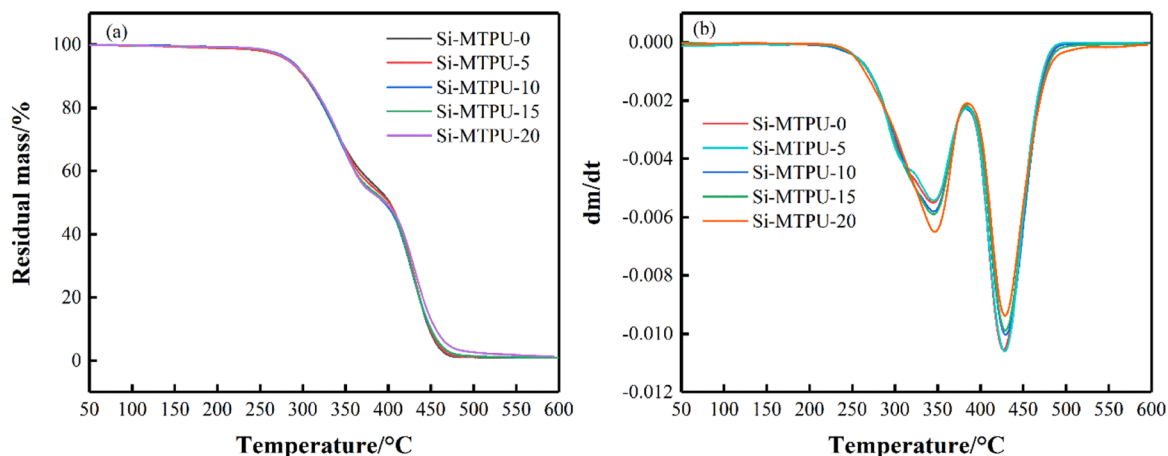 (a)
Si-MTPU-0
Si-MTPU-5
Si-MTPU-10
Si-MTPU-15
Si-MTPU-20
100
80
60
40
20
0
Residual mass/%
50 100 150 200 250 300 350 400 450 500 550 600
Temperature/°C
(b)
Si-MTPU-0
Si-MTPU-5
Si-MTPU-10
Si-MTPU-15
Si-MTPU-20
0.000
-0.002
-0.004
-0.006
-0.008
-0.010
-0.012
dm/dt
50 100 150 200 250 300 350 400 450 500 550 600
Temperature/°C